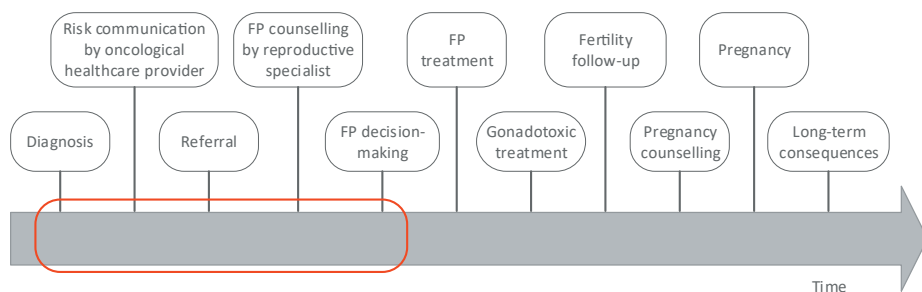 Risk communication
by oncological
healthcare provider
FP counselling
by reproductive
specialist
FP
treatment
Fertility
follow-up
Pregnancy
Diagnosis
Referral
FP decision-
making
Gonadotoxic
treatment
Pregnancy
counselling
Long-term
consequences
Time